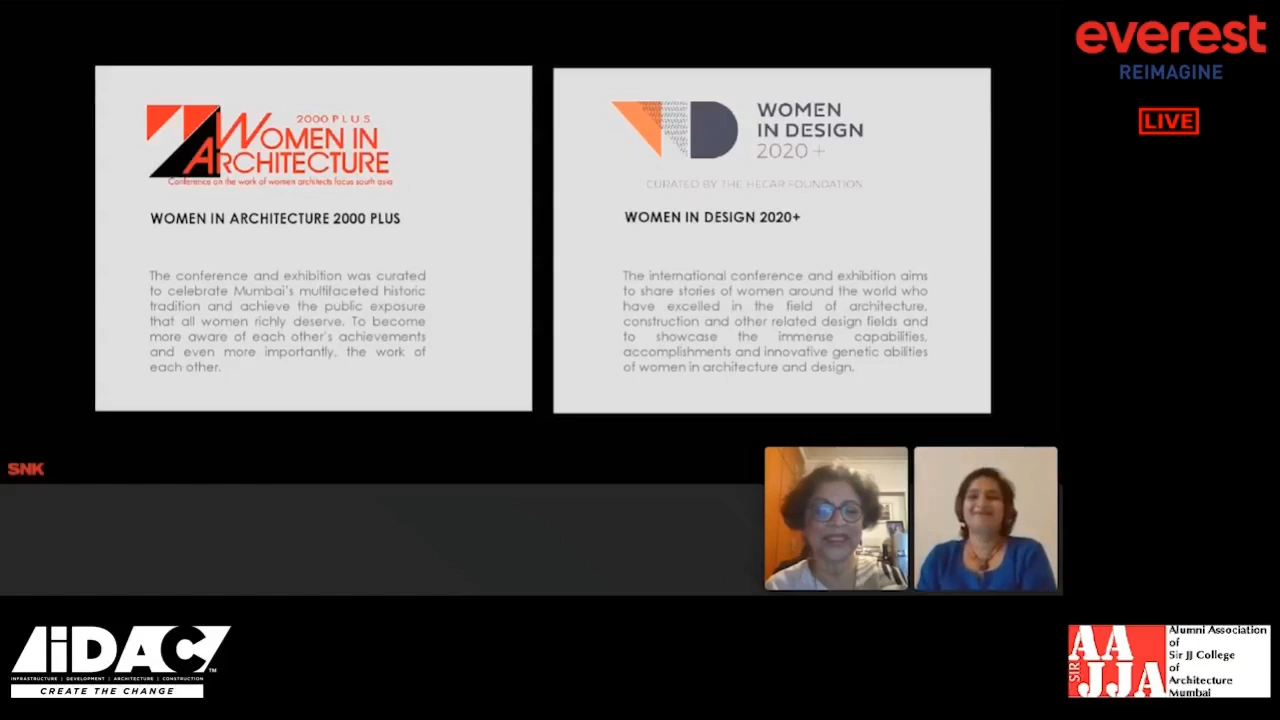 everest
REIMAGINE
LIVE
2000 PLUS
WOMEN IN
ARCHITECTURE
Conference on the work of women architects focus south asia
WOMEN IN ARCHITECTURE 2000 PLUS
The conference and exhibition was curated
to celebrate Mumbai's multifaceted historic
tradition and achieve the public exposure
that all women richly deserve. To become
more aware of each other's achievements
and even more importantly, the work of
each other.
WOMEN
IN DESIGN
2020 +
CURATED BY THE HECAR FOUNDATION
WOMEN IN DESIGN 2020+
The international conference and exhibition aims
to share stories of women around the world who
have excelled in the field of architecture,
construction and other related design fields and
to showcase the immense capabilities,
accomplishments and innovative genetic abilities
of women in architecture and design.
SNK
iDAC
TM
INFRASTRUCTURE | DEVELOPMENT | ARCHITECTURE | CONSTRUCTION
CREATE THE CHANGE
SIR
AA
JJA
Alumni Association
of
Sir JJ College
of
Architecture
Mumbai